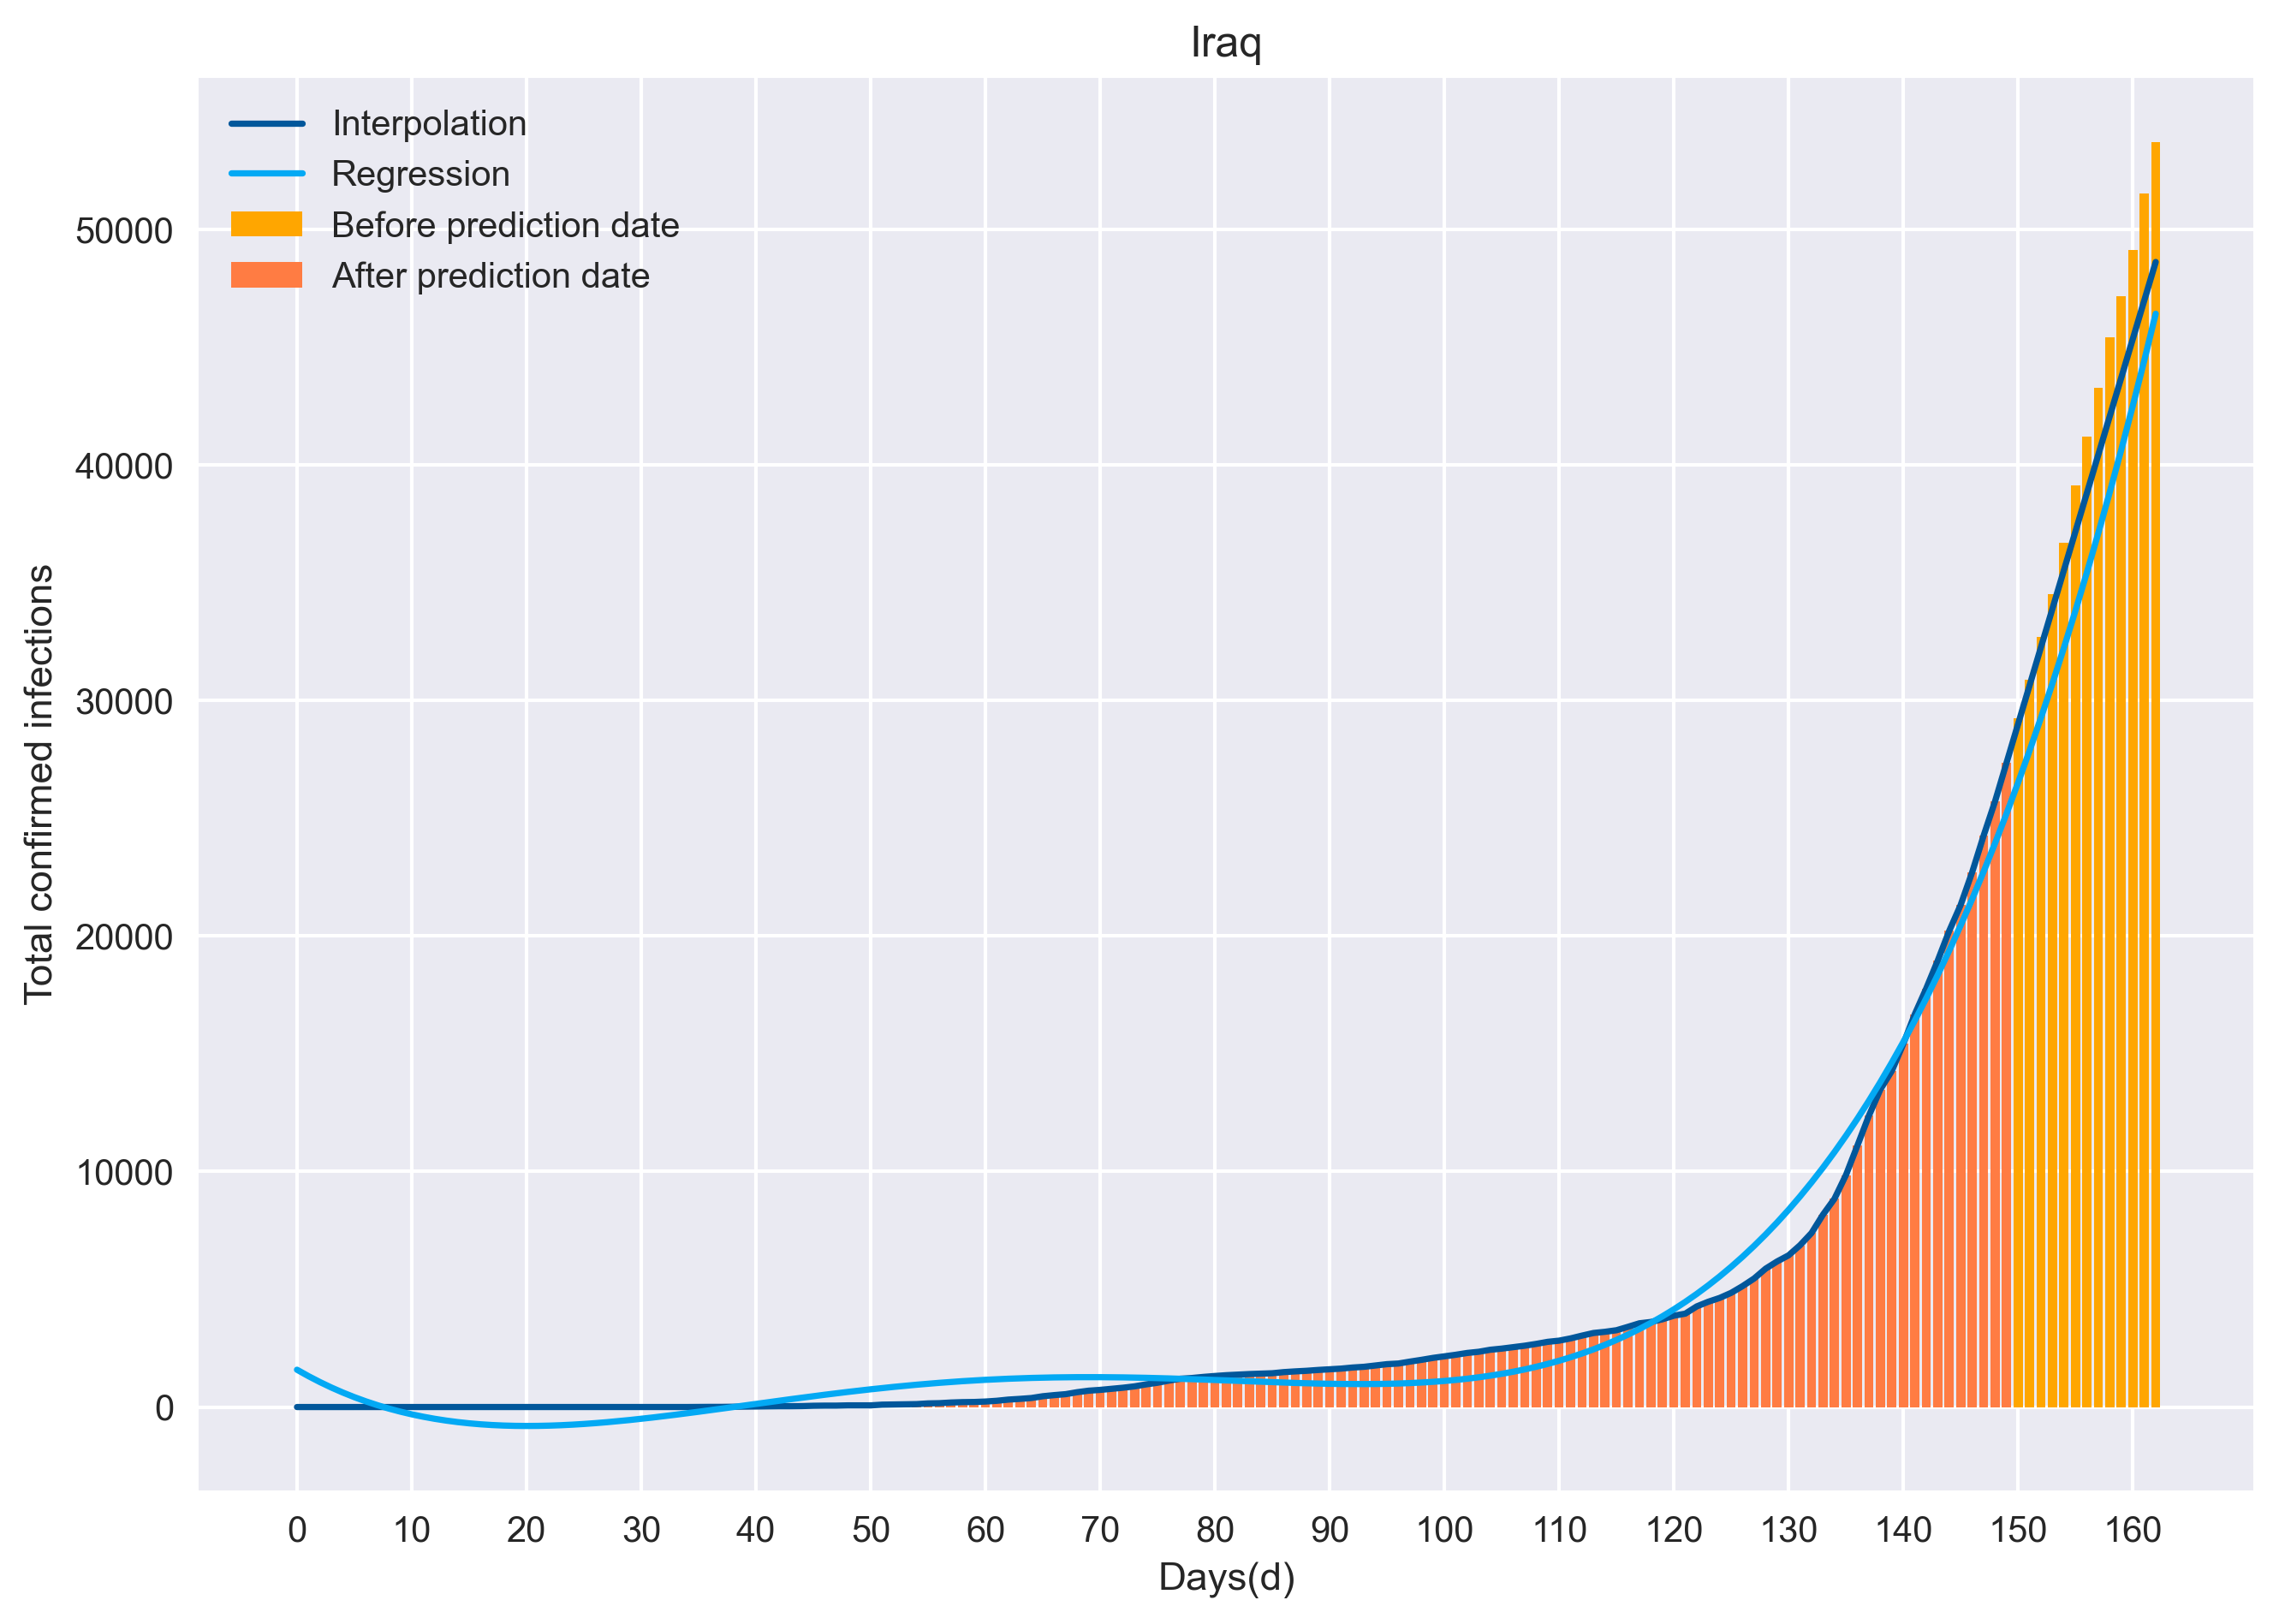 Iraq
Interpolation
Regression
Before prediction date
After prediction date
50000
40000
30000
20000
10000
0
Total confirmed infections
0 10 20 30 40 50 60 70 80 90 100 110 120 130 140 150 160
Days(d)